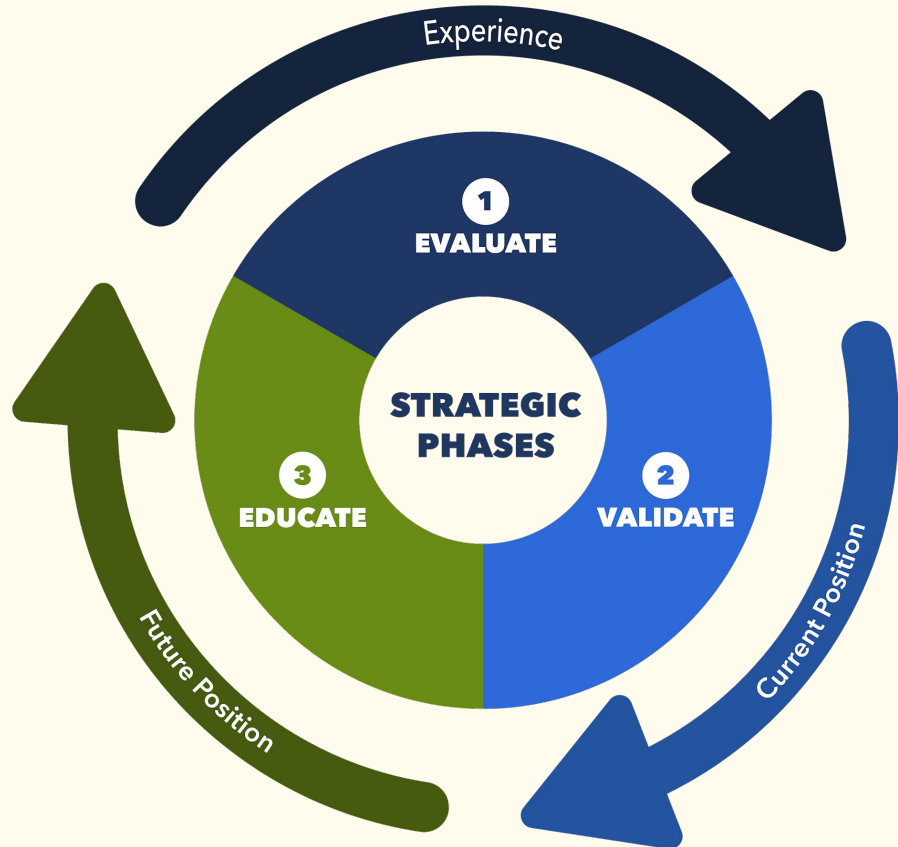 Experience
1
EVALUATE
STRATEGIC
PHASES
2
VALIDATE
3
EDUCATE
Current Position
Future Position